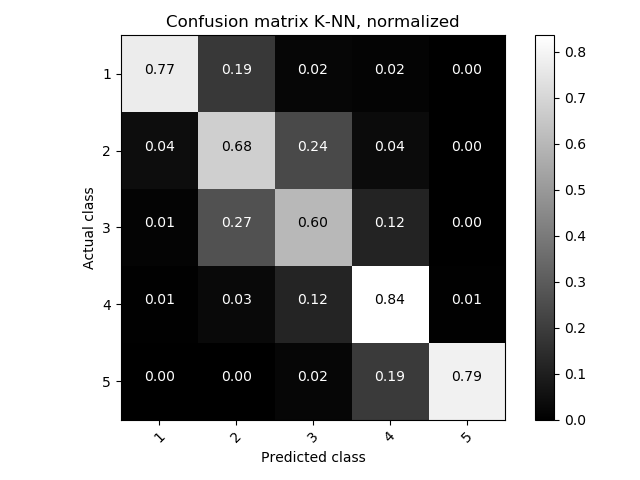 Confusion matrix K-NN, normalized
1 0.77 0.19 0.02 0.02 0.00
2 0.04 0.68 0.24 0.04 0.00
3 0.01 0.27 0.60 0.12 0.00
4 0.01 0.03 0.12 0.84 0.01
5 0.00 0.00 0.02 0.19 0.79
1 2 3 4 5
Actual class
Predicted class
0.8
0.7
0.6
0.5
0.4
0.3
0.2
0.1
0.0